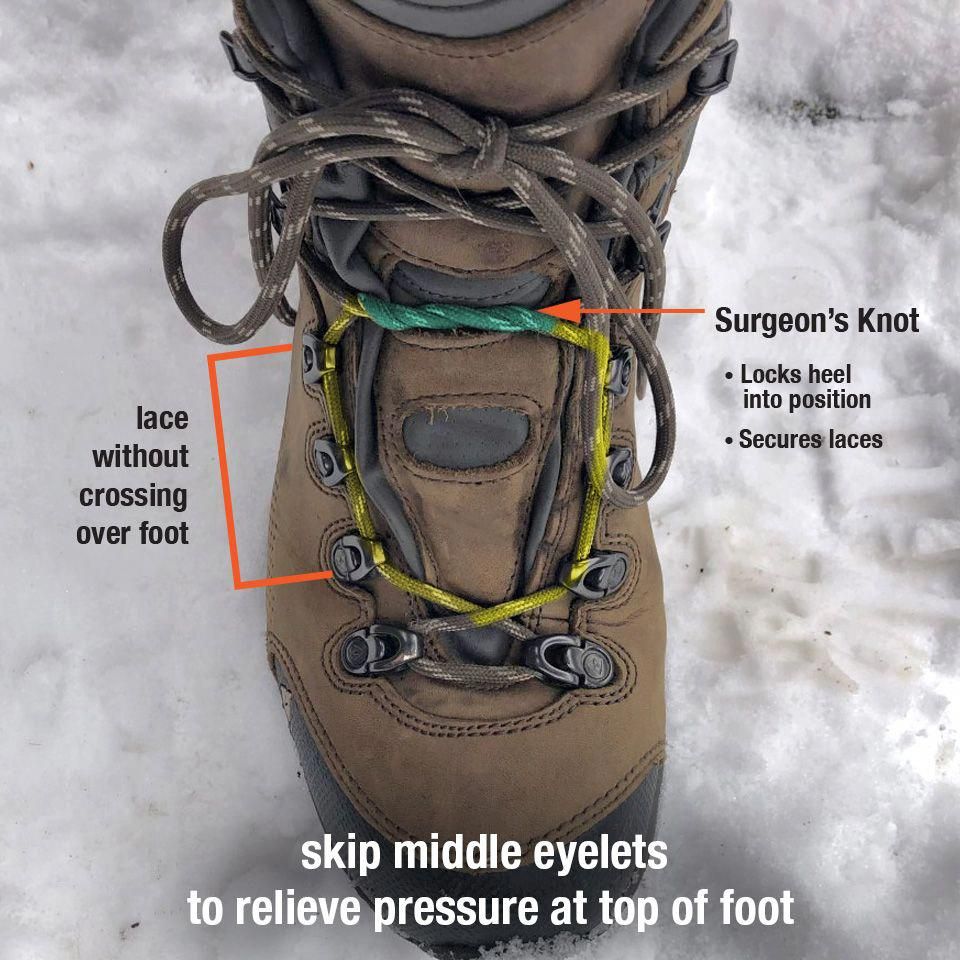 Surgeon's Knot
• Locks heel
into position
• Secures laces
lace
without
crossing
over foot
skip middle eyelets
to relieve pressure at top of foot